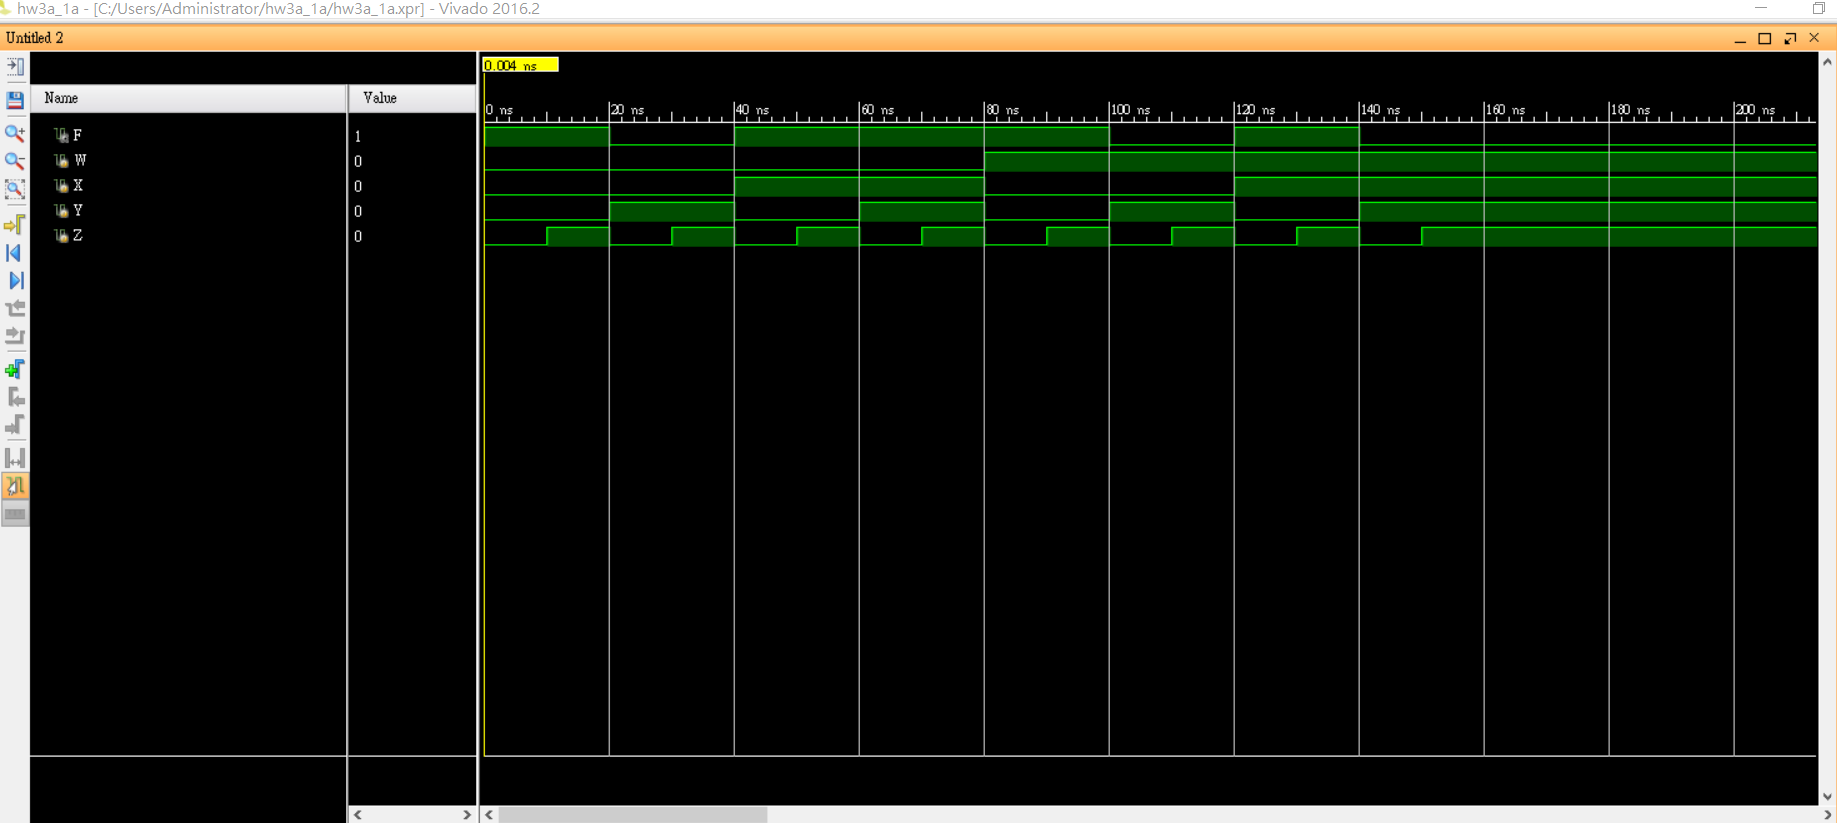 hw3a_1a - [C:/Users/Administrator/hw3a_1a/hw3a_1a.xpr] - Vivado 2016.2
Untitled 2
0.004 ns
Name Value
0 ns 20 ns 40 ns 60 ns 80 ns 100 ns 120 ns 140 ns 160 ns 180 ns 200 ns
F 1
W 0
X 0
Y 0
Z 0